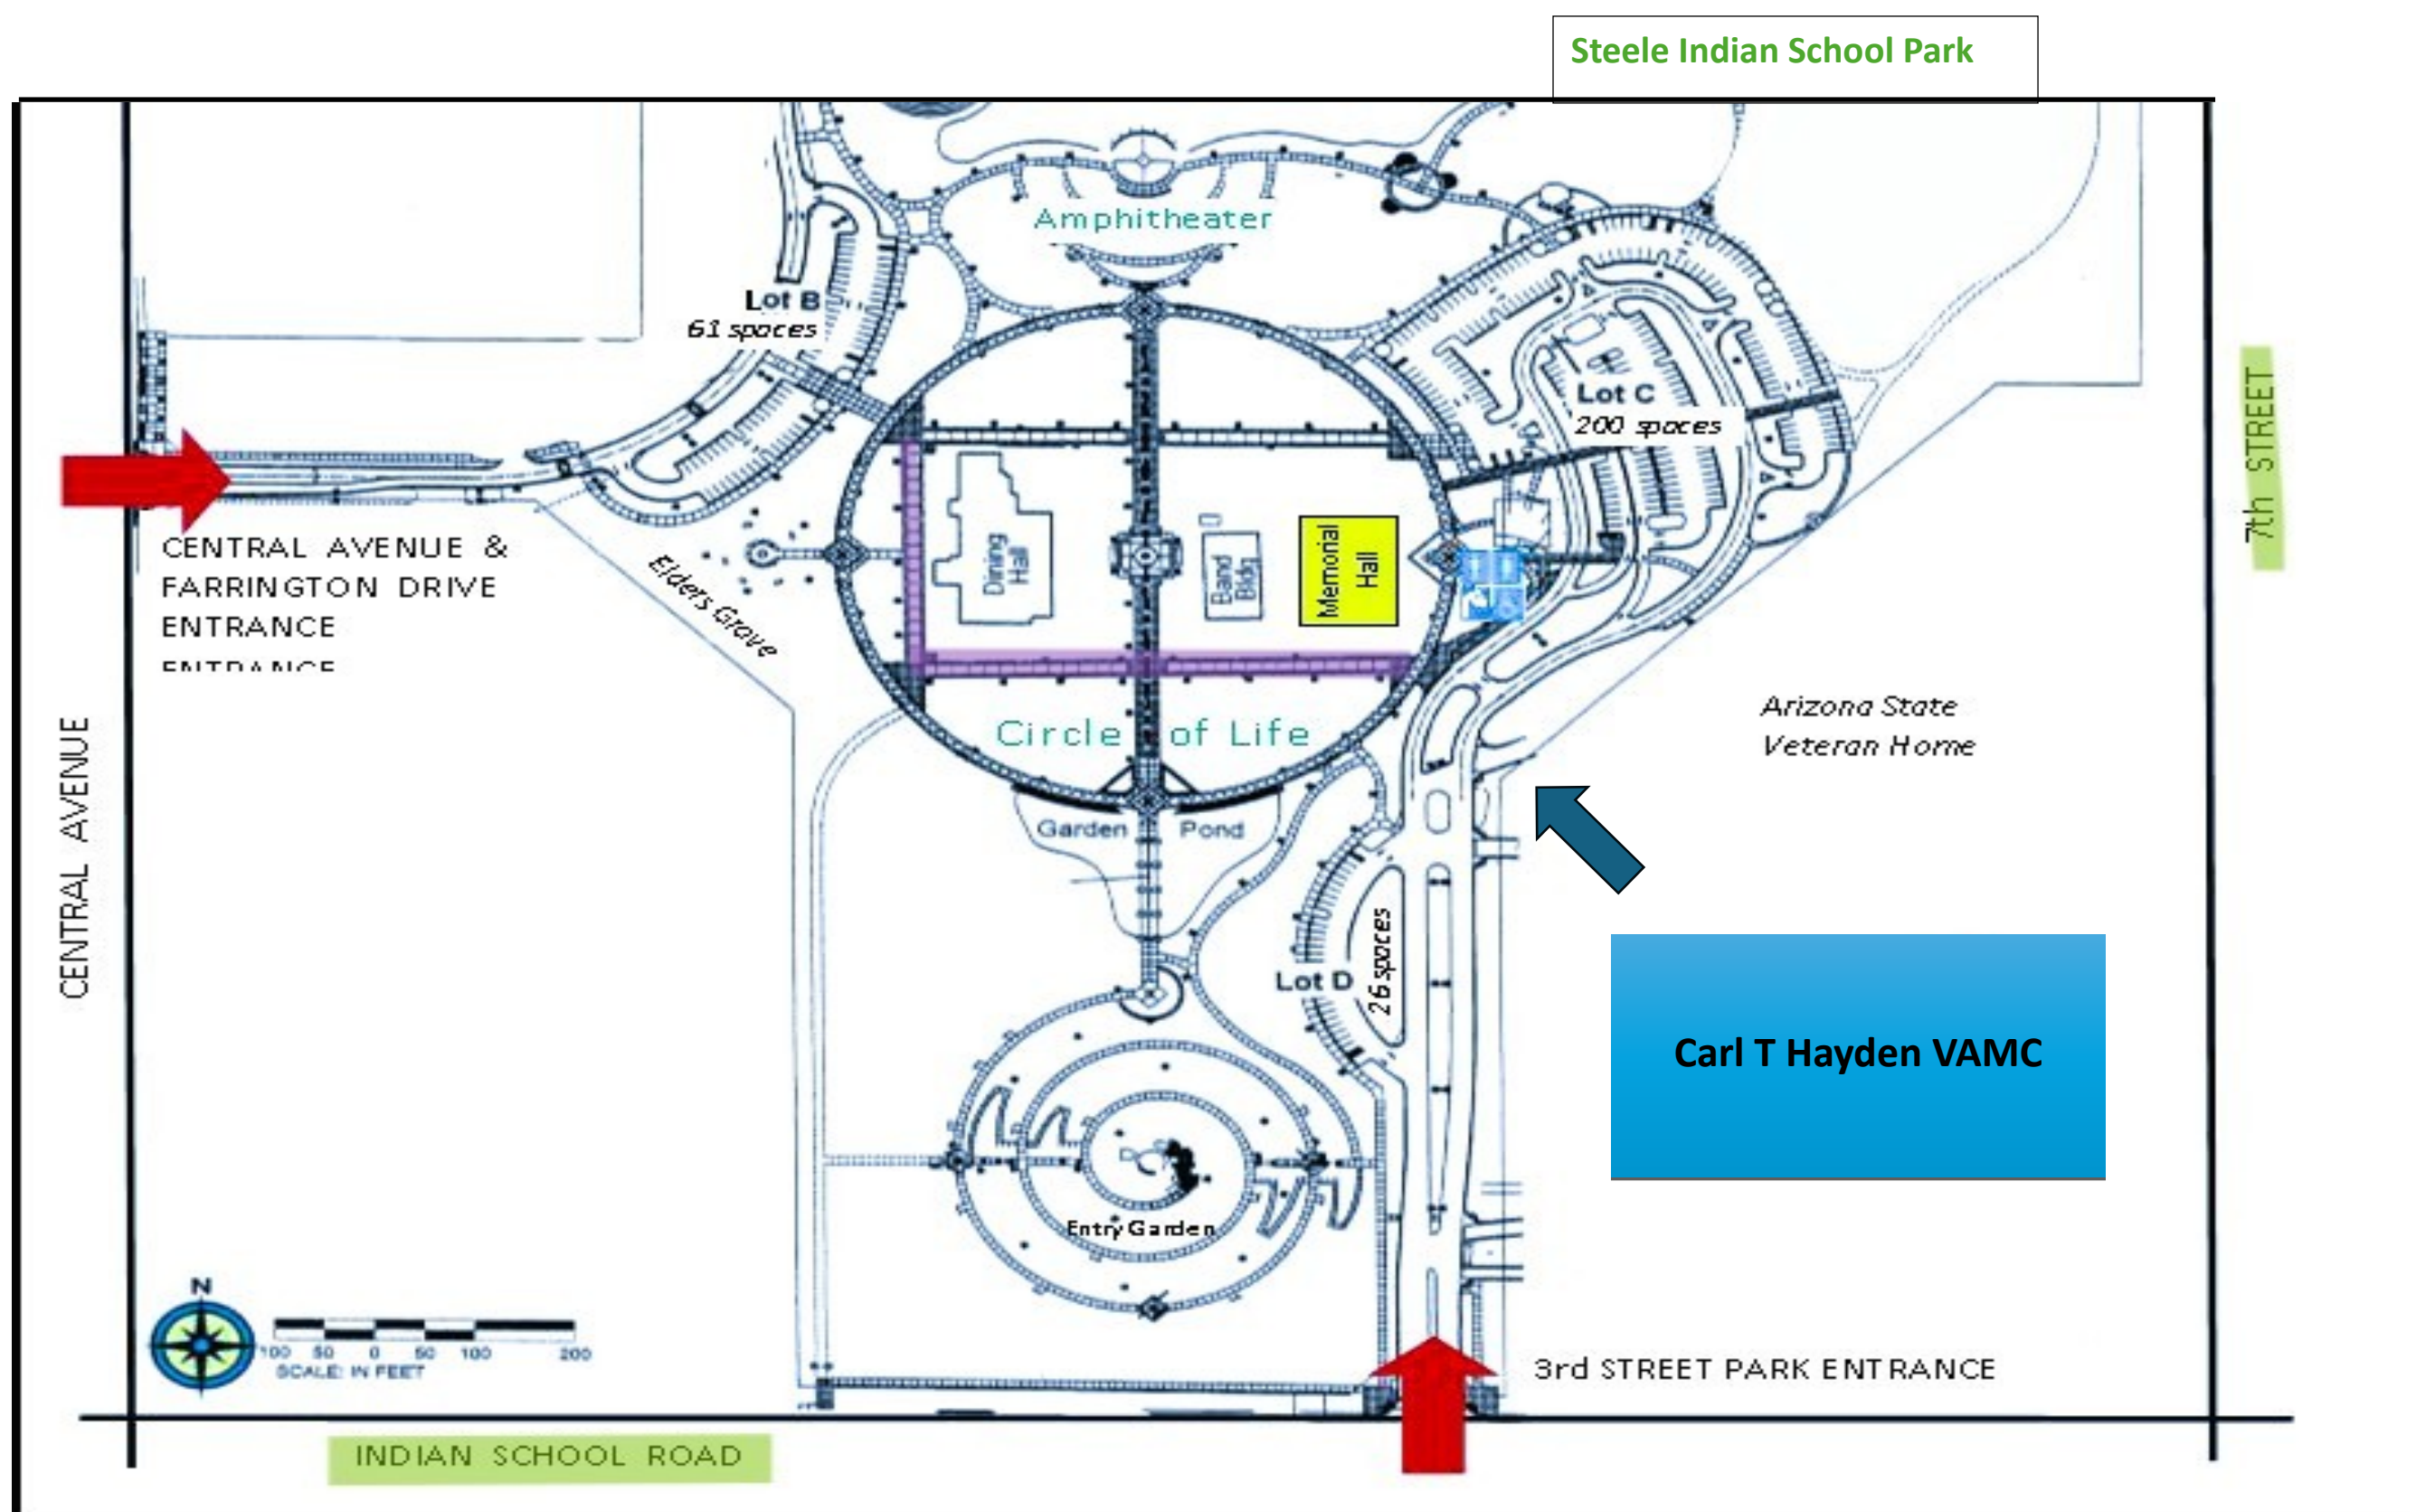 Steele Indian School Park
Amphitheater
Lot B
61 spaces
Lot C
200 spaces
7th STREET
CENTRAL AVENUE &
FARRINGTON DRIVE
ENTRANCE
ENTRANCE
Elders Grove
Dining
Hall
Band
Bldg
Memorial
Hall
Arizona State
Veteran Home
Circle of Life
CENTRAL AVENUE
Garden Pond
Lot D
26 spaces
Carl T Hayden VAMC
Entry Garden
N
100 50 0 50 100 200
SCALE: IN FEET
3rd STREET PARK ENTRANCE
INDIAN SCHOOL ROAD